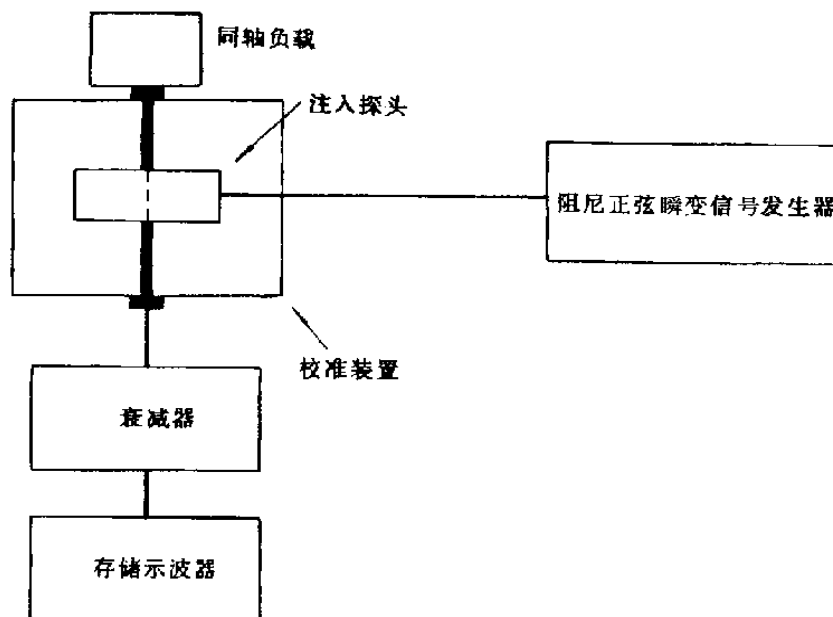 同轴负载
注入探头
阻尼正弦瞬变信号发生器
校准装置
衰减器
存储示波器